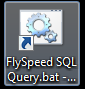 FlySpeed SQL
Query.bat -...